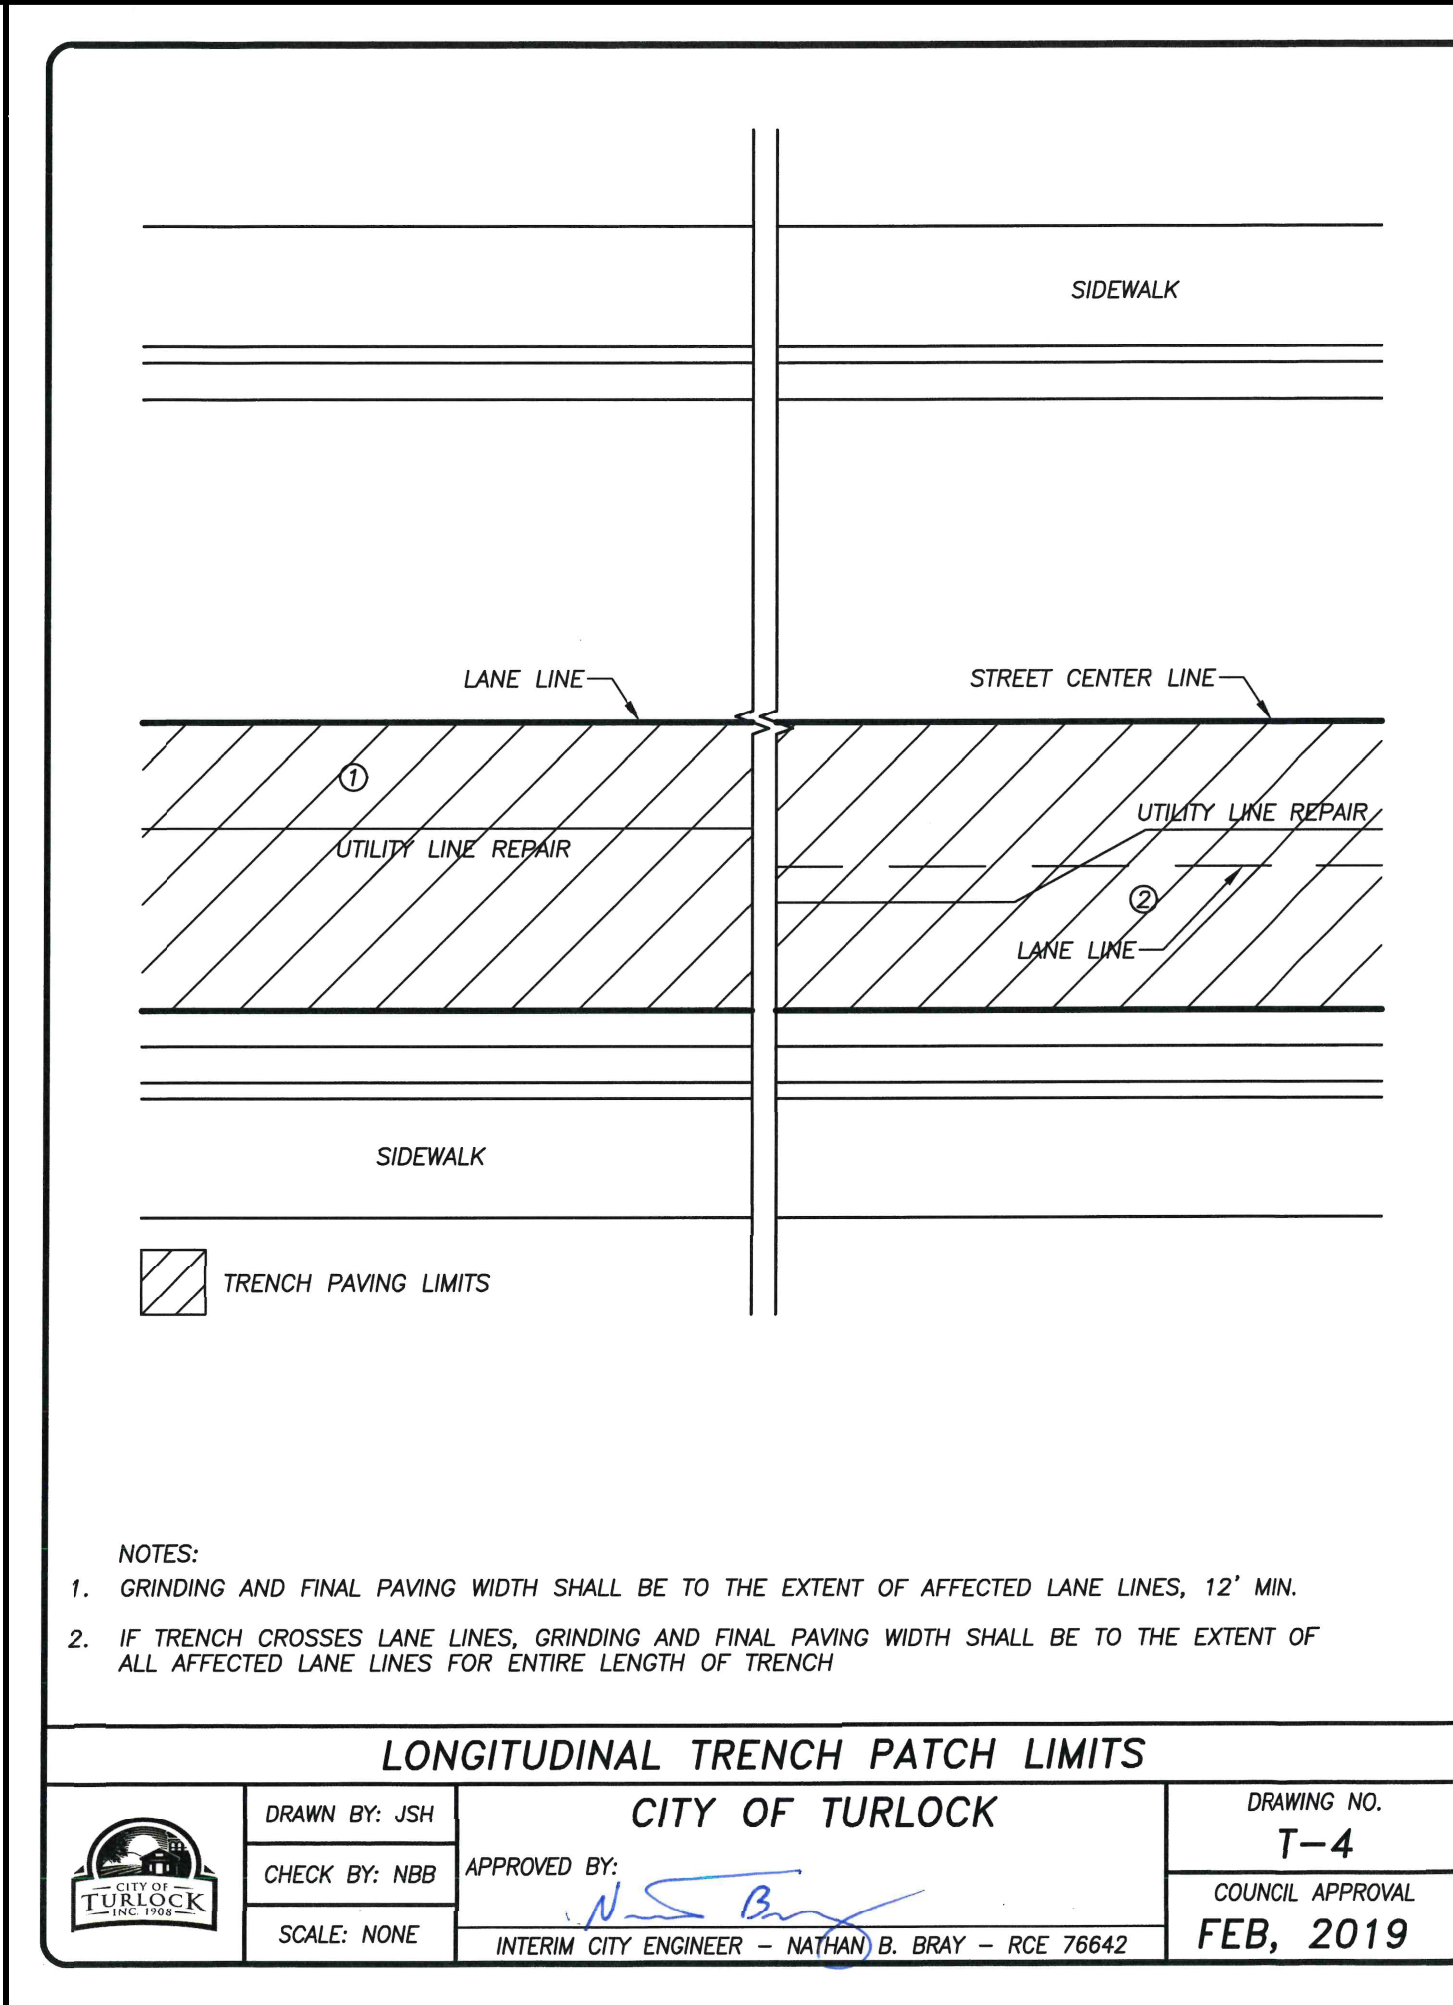 SIDEWALK
LANE LINE
STREET CENTER LINE
1
UTILITY LINE REPAIR
UTILITY LINE REPAIR
2
LANE LINE
SIDEWALK
TRENCH PAVING LIMITS
NOTES:
1. GRINDING AND FINAL PAVING WIDTH SHALL BE TO THE EXTENT OF AFFECTED LANE LINES, 12' MIN.
2. IF TRENCH CROSSES LANE LINES, GRINDING AND FINAL PAVING WIDTH SHALL BE TO THE EXTENT OF
ALL AFFECTED LANE LINES FOR ENTIRE LENGTH OF TRENCH
LONGITUDINAL TRENCH PATCH LIMITS
CITY OF
TURLOCK
INC. 1908
DRAWN BY: JSH
CHECK BY: NBB
SCALE: NONE
CITY OF TURLOCK
APPROVED BY:
INTERIM CITY ENGINEER – NATHAN B. BRAY – RCE 76642
DRAWING NO.
T-4
COUNCIL APPROVAL
FEB, 2019